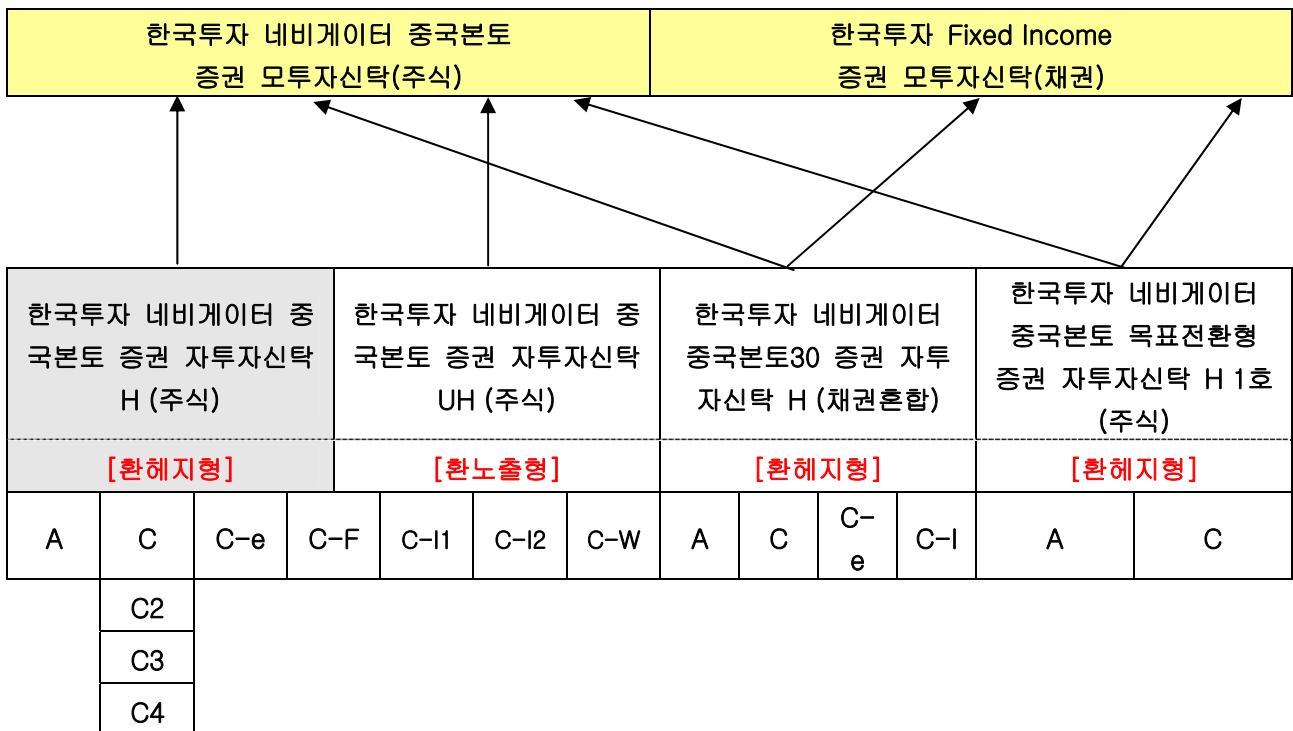 한국투자 네비게이터 중국본토
증권 모투자신탁(주식)
한국투자 Fixed Income
증권 모투자신탁(채권)
한국투자 네비게이터 중
국본토 증권 자투자신탁
H (주식)
[환헤지형]
한국투자 네비게이터 중
국본토 증권 자투자신탁
UH (주식)
[환노출형]
한국투자 네비게이터
중국본토30 증권 자투
자신탁 H (채권혼합)
[환헤지형]
한국투자 네비게이터
중국본토 목표전환형
증권 자투자신탁 H 1호
(주식)
[환헤지형]
A
C
C-e
C-F
C-I1
C-I2
C-W
A
C
C-
e
C-I
A
C
C2
C3
C4